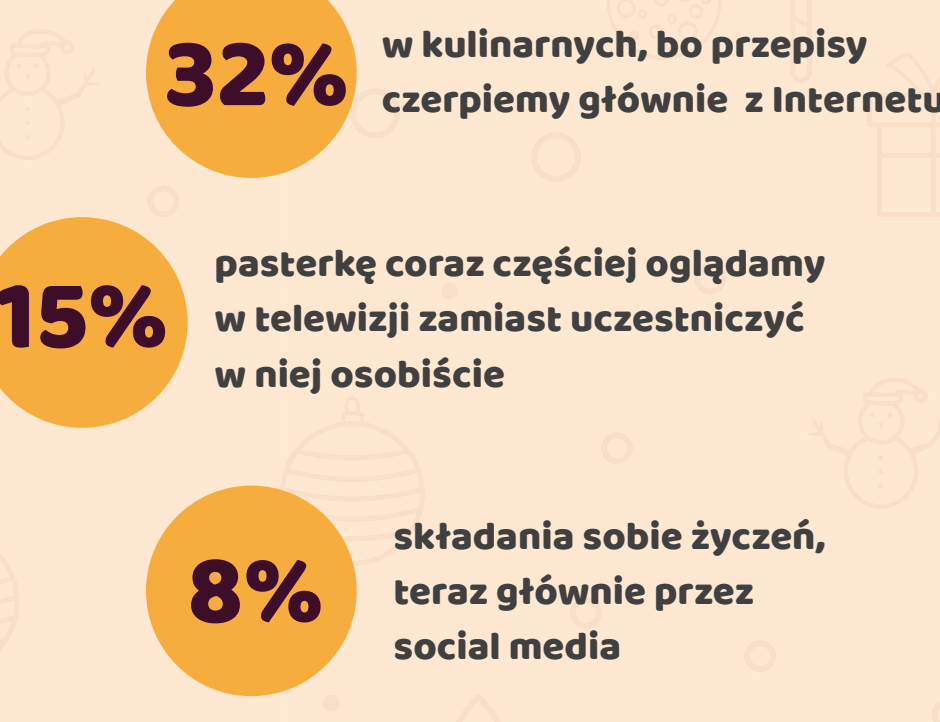 32%
w kulinarnych, bo przepisy
czerpiemy głównie z Internetu
15%
pasterkę coraz częściej oglądamy
w telewizji zamiast uczestniczyć
w niej osobiście
8%
składania sobie życzeń,
teraz głównie przez
social media